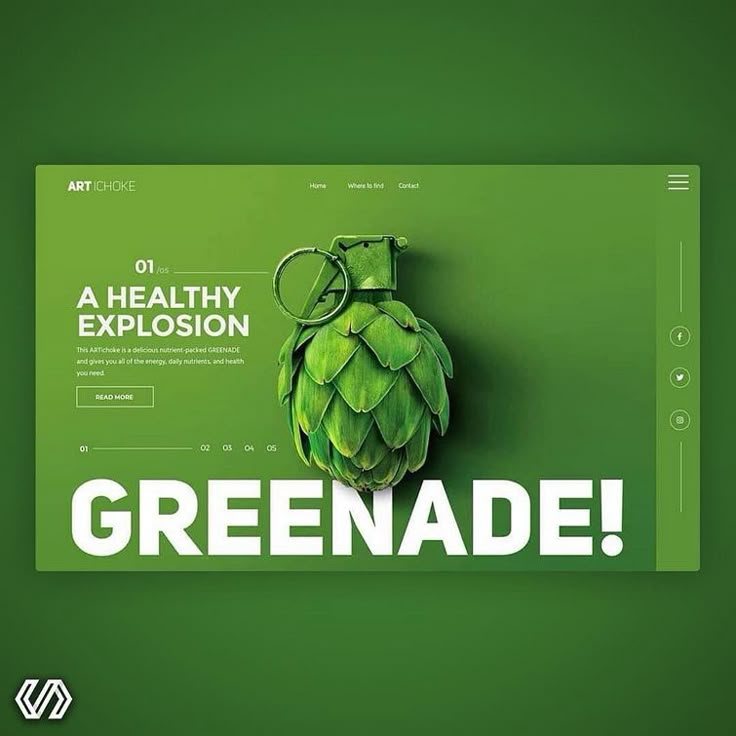 ARTICHOKE
Home Where to find Contact
01 /05
A HEALTHY
EXPLOSION
This ARTichoke is a delicious nutrient-packed GREENADE
and gives you all of the energy, daily nutrients, and health
you need.
READ MORE
01 02 03 04 05
GREENADE!